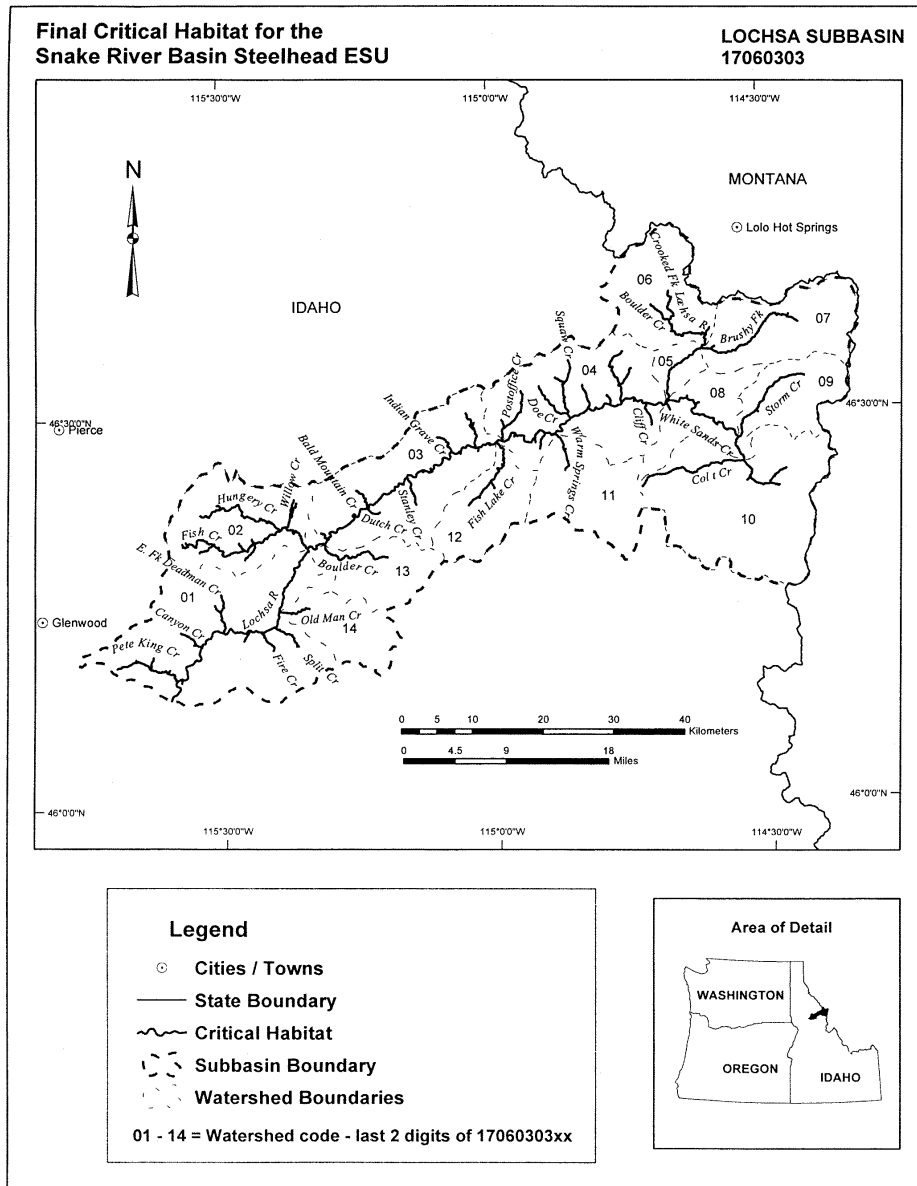 Final Critical Habitat for the
Snake River Basin Steelhead ESU
LOCHSA SUBBASIN
17060303
115°30'0"W
115°0'0"W
114°30'0"W
N
MONTANA
Lolo Hot Springs
IDAHO
Crooked Fk Lochsa R
06
07
Boulder Cr
Brushy Fk
Squaw Cr
04
05
08
09
Postoffice Cr
Storm Cr
46°30'0"N
46°30'0"N
Pierce
Indian Grave Cr
Doe Cr
Cliff Cr
White Sands Cr
Bald Mountain Cr
03
Warm Springs Cr
Colt Cr
Willow Cr
Hungery Cr
Stanley Cr
Fish Lake Cr
11
10
Dutch Cr
Fish Cr
02
12
E. Fk Deadman Cr
Boulder Cr
13
01
Lochsa R
Old Man Cr
14
Glenwood
Canyon Cr
Pete King Cr
Fire Cr
Split Cr
0 5 10 20 30 40
Kilometers
0 4.5 9 18
Miles
46°0'0"N
46°0'0"N
115°30'0"W
115°0'0"W
114°30'0"W
Legend
Cities / Towns
State Boundary
Critical Habitat
Subbasin Boundary
Watershed Boundaries
01 - 14 = Watershed code - last 2 digits of 17060303xx
Area of Detail
WASHINGTON
OREGON
IDAHO